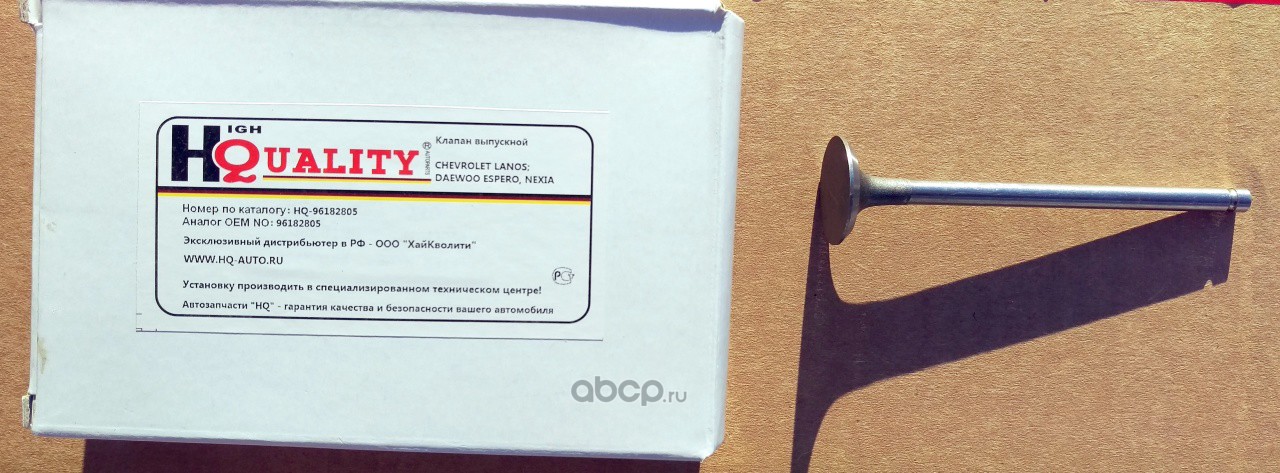 HIGH
QUALITY
Клапан выпускной
CHEVROLET LANOS;
DAEWOO ESPERO, NEXIA
Номер по каталогу: HQ-96182805
Аналог OEM NO: 96182805
Эксклюзивный дистрибьютер в РФ - ООО "ХайКволити"
WWW.HQ-AUTO.RU
Установку производить в специализированном техническом центре!
Автозапчасти "HQ" - гарантия качества и безопасности вашего автомобиля
abcp.ru